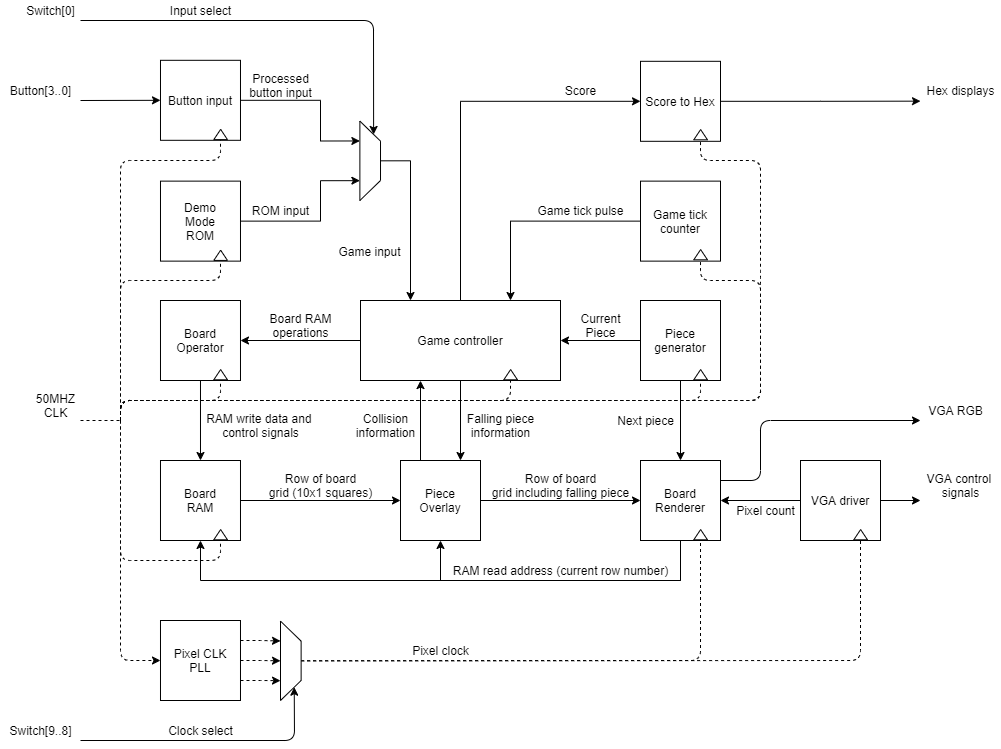 Switch[0]
Input select
Button[3..0]
Button input
Processed
button input
Score
Score to Hex
Hex displays
Demo
Mode
ROM
ROM input
Game input
Game tick pulse
Game tick
counter
Board
Operator
Board RAM
operations
Game controller
Current
Piece
Piece
generator
50MHZ
CLK
RAM write data and
control signals
Collision
information
Falling piece
information
Next piece
VGA RGB
Board
RAM
Row of board
grid (10x1 squares)
Piece
Overlay
Row of board
grid including falling piece
Board
Renderer
Pixel count
VGA driver
VGA control
signals
RAM read address (current row number)
Pixel CLK
PLL
Pixel clock
Switch[9..8]
Clock select